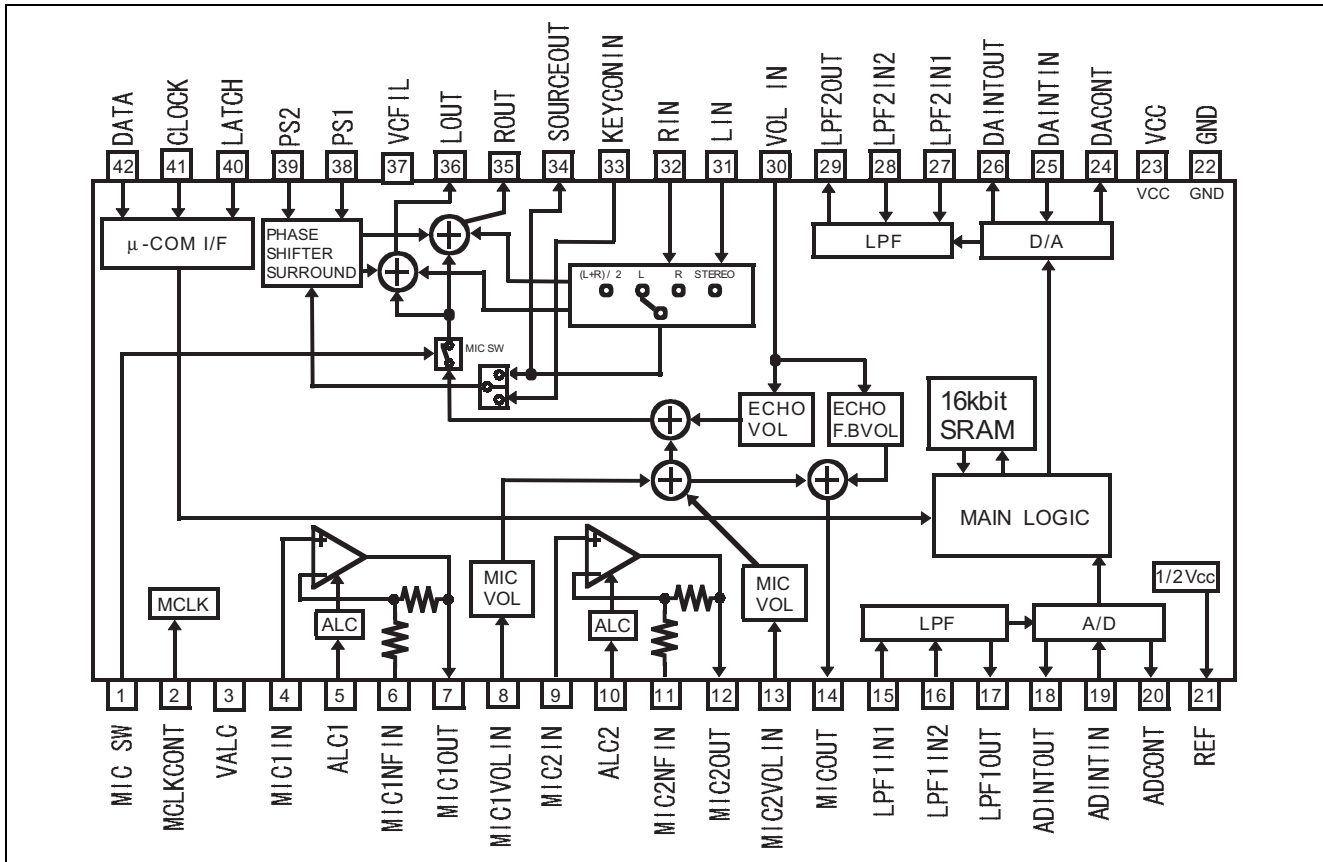 DATA
CLOCK
LATCH
PS2
PS1
VCFIL
LOUT
ROUT
SOURCEOUT
KEYCONIN
RIN
LIN
VOL IN
LPF2OUT
LPF2IN2
LPF2IN1
DAINTOUT
DAINTIN
DACONT
VCC
GND
42 41 40 39 38 37 36 35 34 33 32 31 30 29 28 27 26 25 24 23 22
VCC GND
μ-COM I/F
PHASE
SHIFTER
SURROUND
(L+R)/2 L R STEREO
LPF
D/A
MIC SW
ECHO
VOL
ECHO
F.BVOL
16kbit
SRAM
MAIN LOGIC
MCLK
ALC
MIC
VOL
ALC
MIC
VOL
LPF
A/D
1/2Vcc
1 2 3 4 5 6 7 8 9 10 11 12 13 14 15 16 17 18 19 20 21
MIC SW
MCLKCONT
VALC
MIC1IN
ALC1
MIC1NFIN
MIC1OUT
MIC1VOLIN
MIC2IN
ALC2
MIC2NFIN
MIC2OUT
MIC2VOLIN
MICOUT
LPF1IN1
LPF1IN2
LPF1OUT
ADINTOUT
ADINTIN
ADCONT
REF